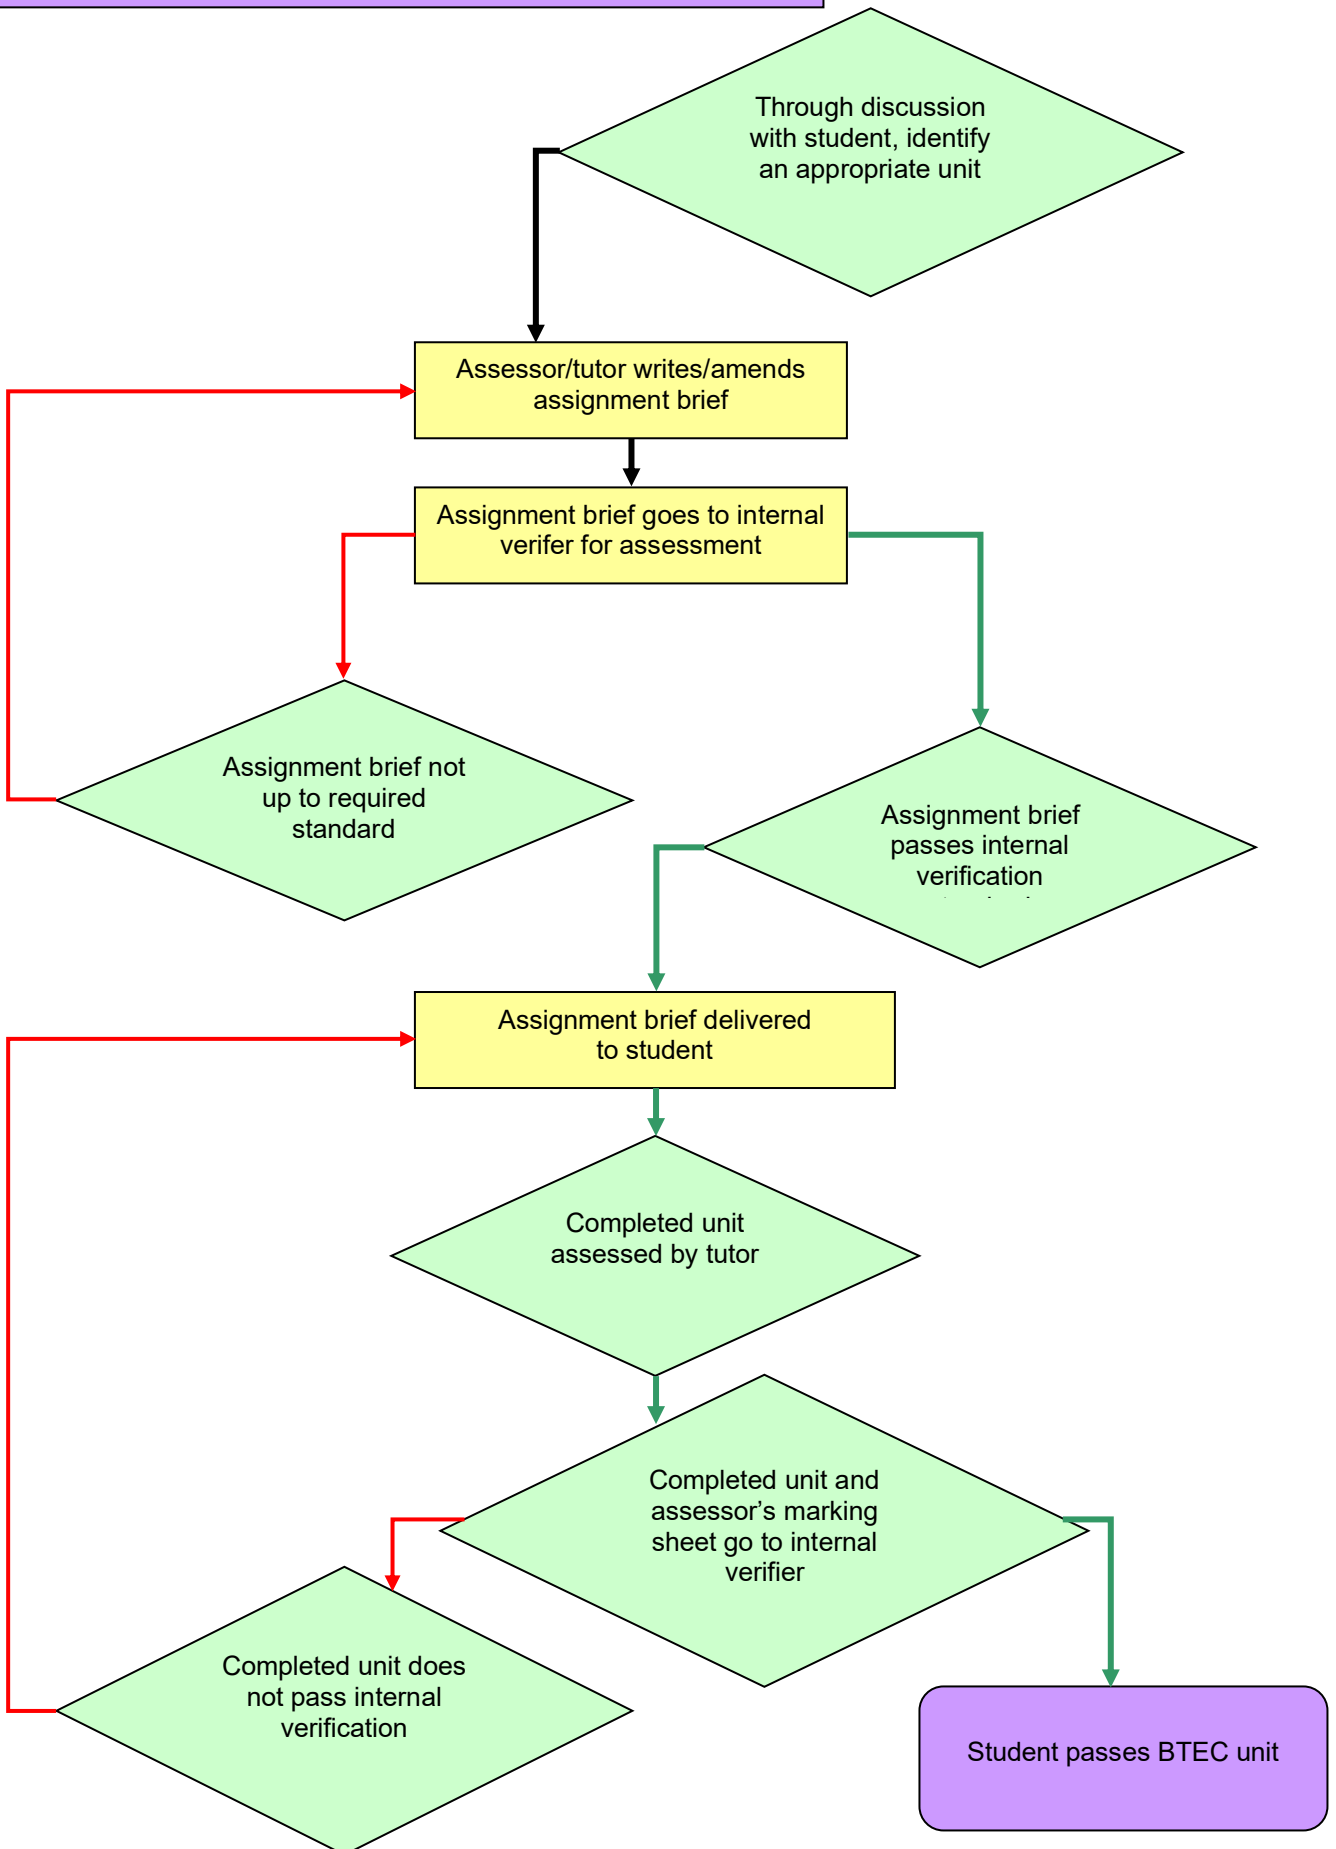 Through discussion
with student, identify
an appropriate unit
Assessor/tutor writes/amends
assignment brief
Assignment brief goes to internal
verifer for assessment
Assignment brief not
up to required
standard
Assignment brief
passes internal
verification
Assignment brief delivered
to student
Completed unit
assessed by tutor
Completed unit and
assessor’s marking
sheet go to internal
verifier
Completed unit does
not pass internal
verification
Student passes BTEC unit